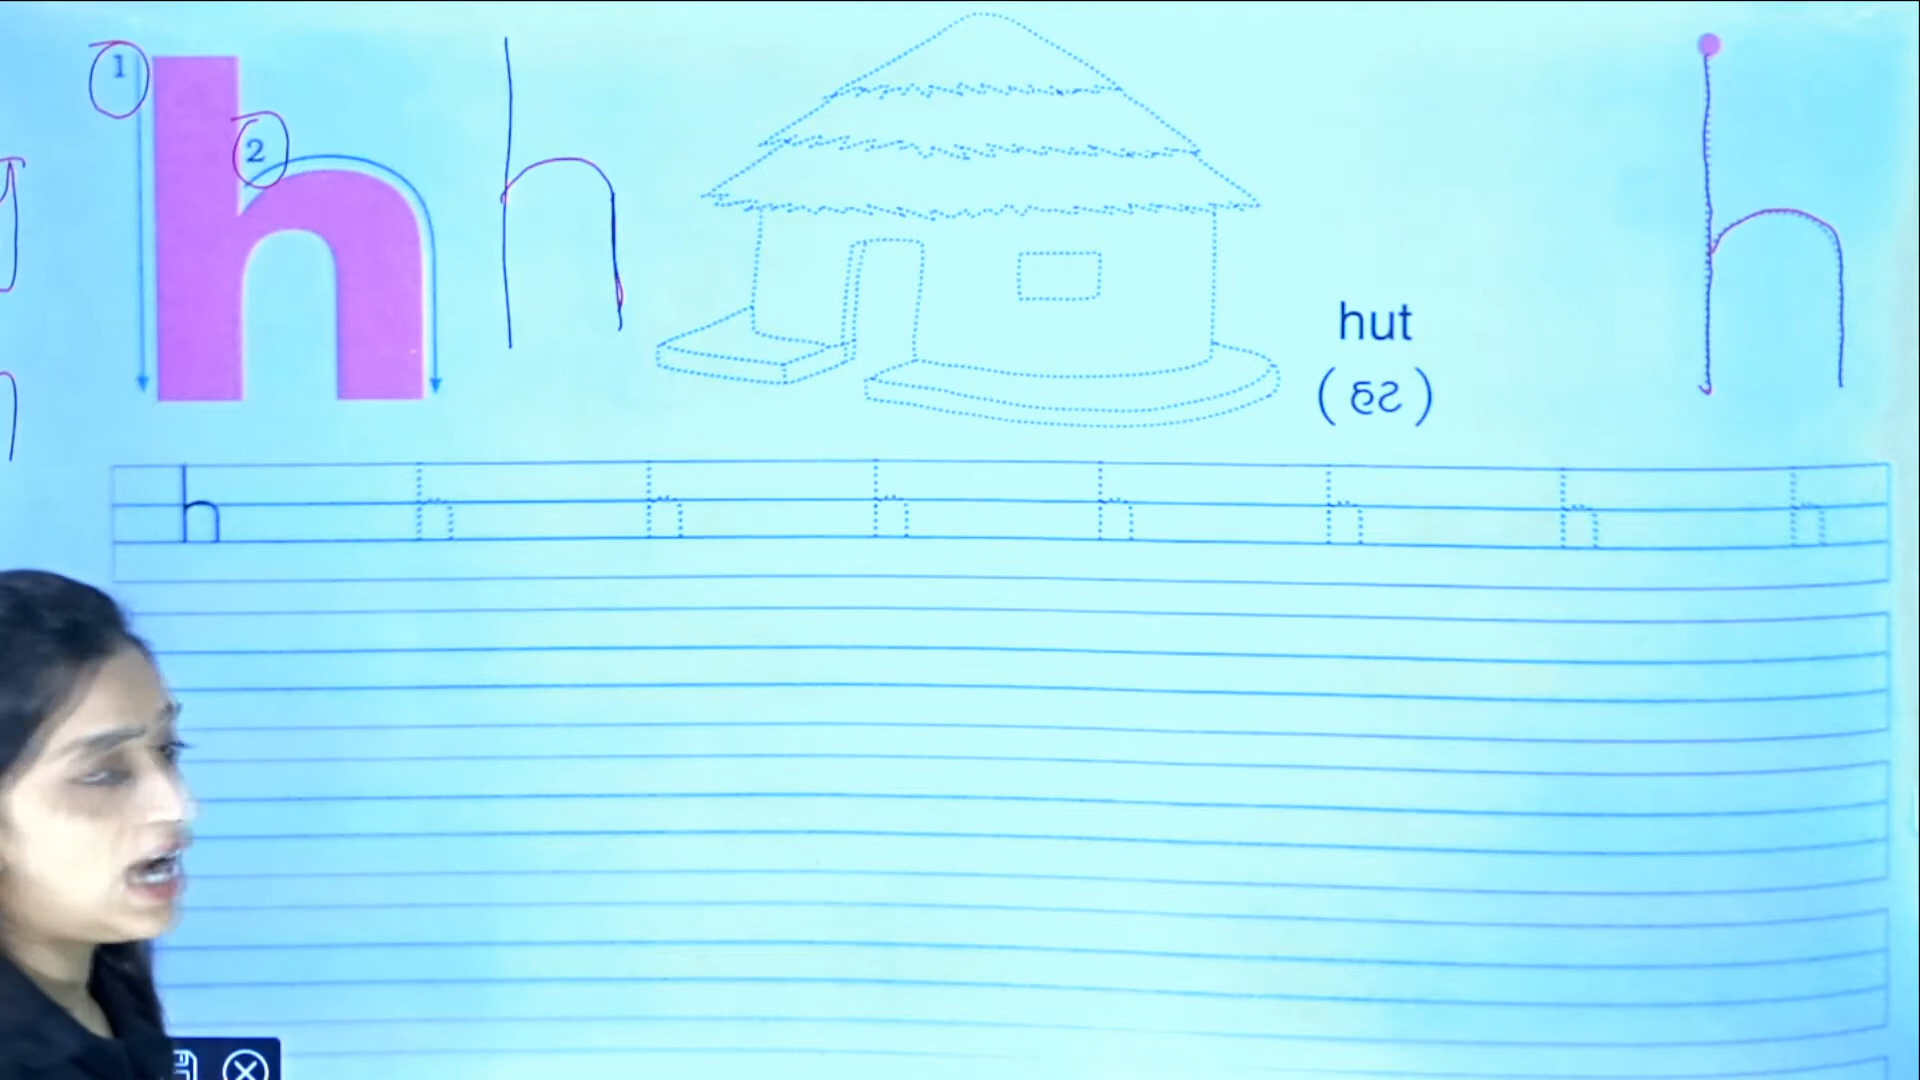 1
2
h h h
hut
( હટ )
h h h h h h h h